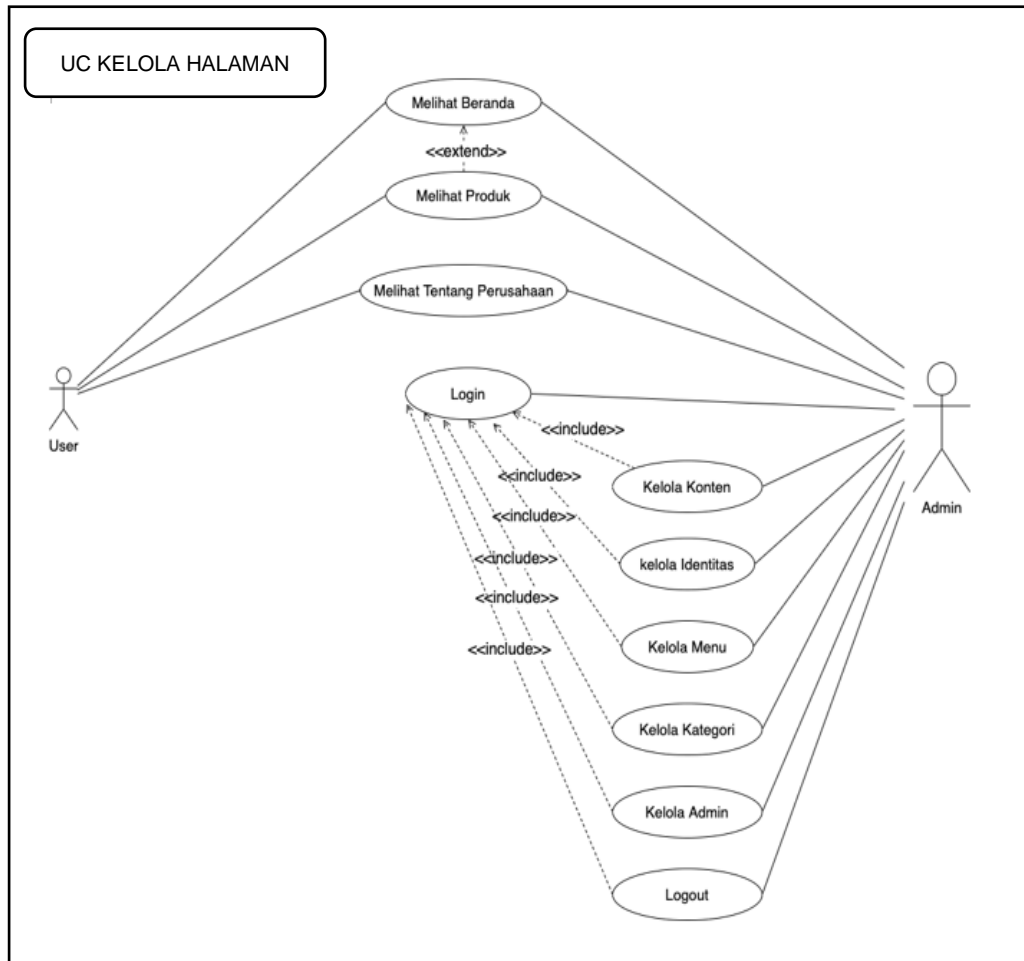 UC KELOLA HALAMAN
Melihat Beranda
<<extend>>
Melihat Produk
Melihat Tentang Perusahaan
User
Login
<<include>>
Kelola Konten
Admin
<<include>>
<<include>>
kelola Identitas
<<include>>
<<include>>
Kelola Menu
<<include>>
Kelola Kategori
Kelola Admin
Logout